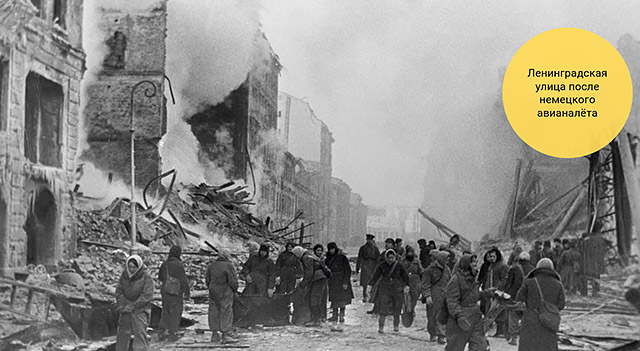 Ленинградская
улица после
немецкого
авианалёта